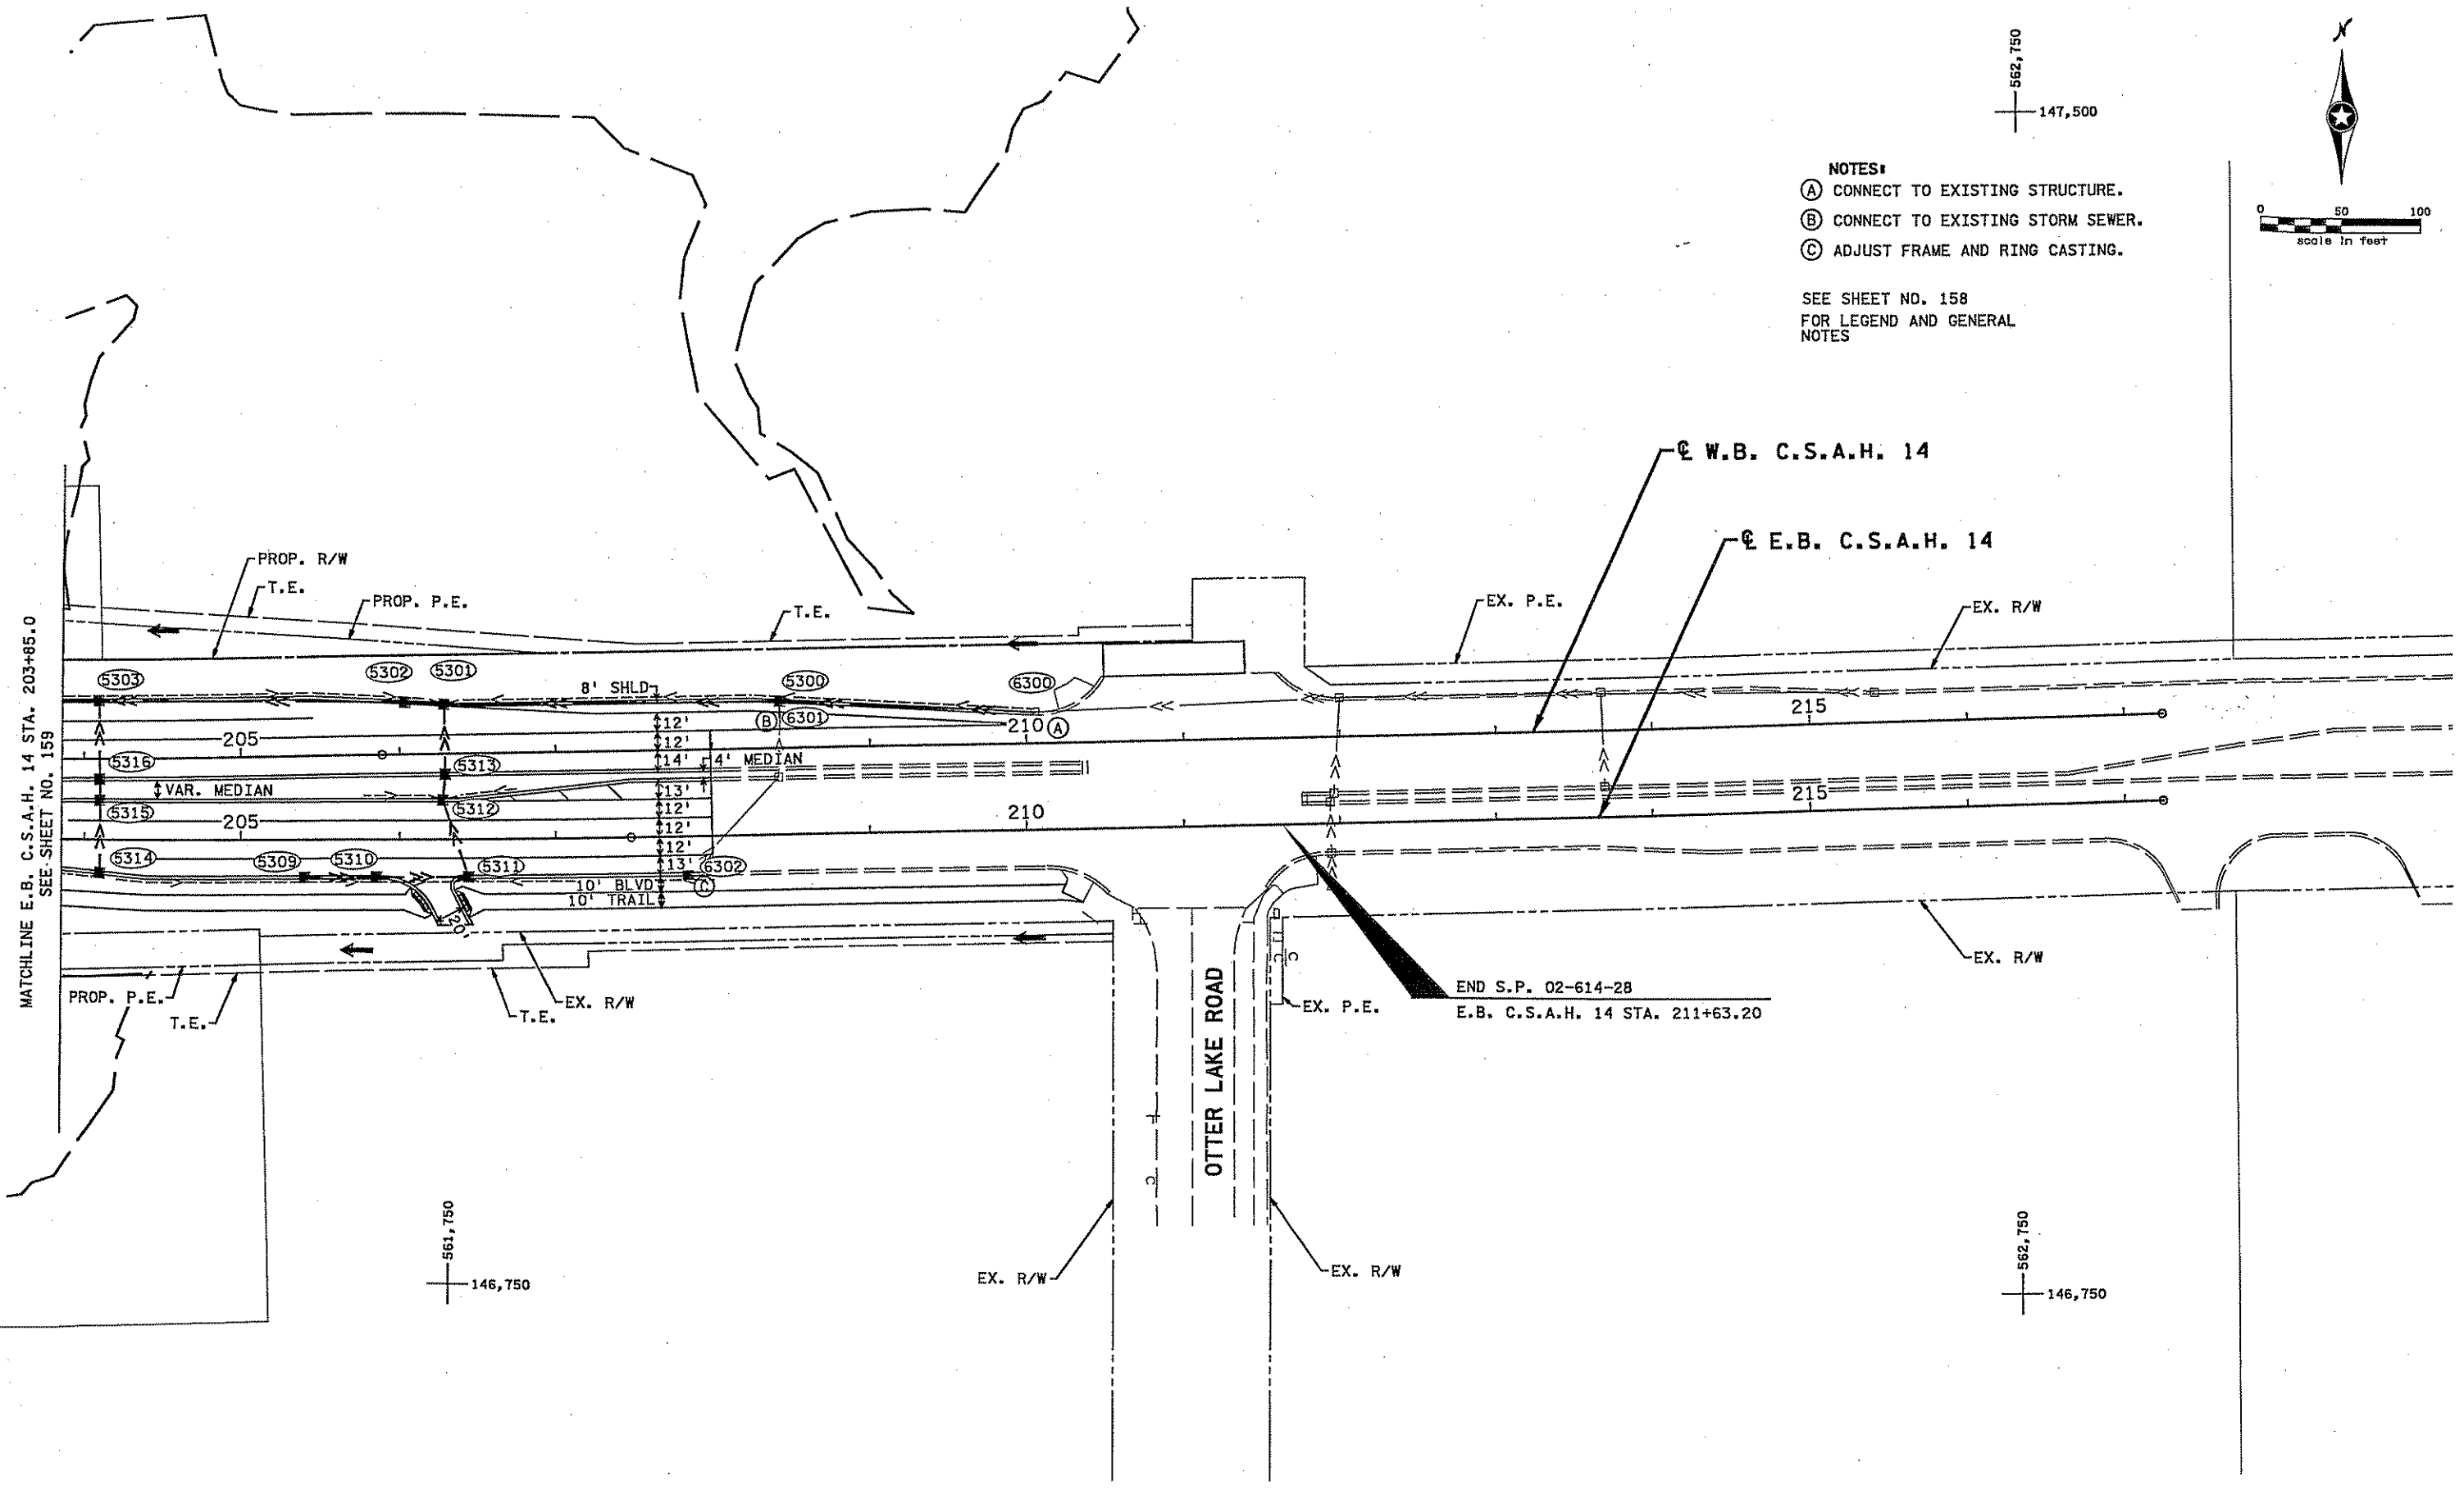 562,750
147,500
N
NOTES:
Ⓐ CONNECT TO EXISTING STRUCTURE.
Ⓑ CONNECT TO EXISTING STORM SEWER.
Ⓒ ADJUST FRAME AND RING CASTING.
0 50 100
scale in feet
SEE SHEET NO. 158
FOR LEGEND AND GENERAL
NOTES
℄ W.B. C.S.A.H. 14
℄ E.B. C.S.A.H. 14
MATCHLINE E.B. C.S.A.H. 14 STA. 203+85.0
SEE SHEET NO. 159
PROP. R/W
T.E.
PROP. P.E.
T.E.
EX. P.E.
EX. R/W
5303
5302
5301
8' SHLD
5300
6300
12'
B
6301
210
A
215
205
12'
5316
5313
14'
4' MEDIAN
VAR. MEDIAN
13'
5315
5312
12'
205
12'
210
215
12'
5314
5309
5310
5311
13'
6302
10' BLVD
C
10' TRAIL
20'
PROP. P.E.
T.E.
T.E.
EX. R/W
C
C
EX. P.E.
END S.P. 02-614-28
E.B. C.S.A.H. 14 STA. 211+63.20
EX. R/W
OTTER LAKE ROAD
C
561,750
146,750
EX. R/W
EX. R/W
562,750
146,750